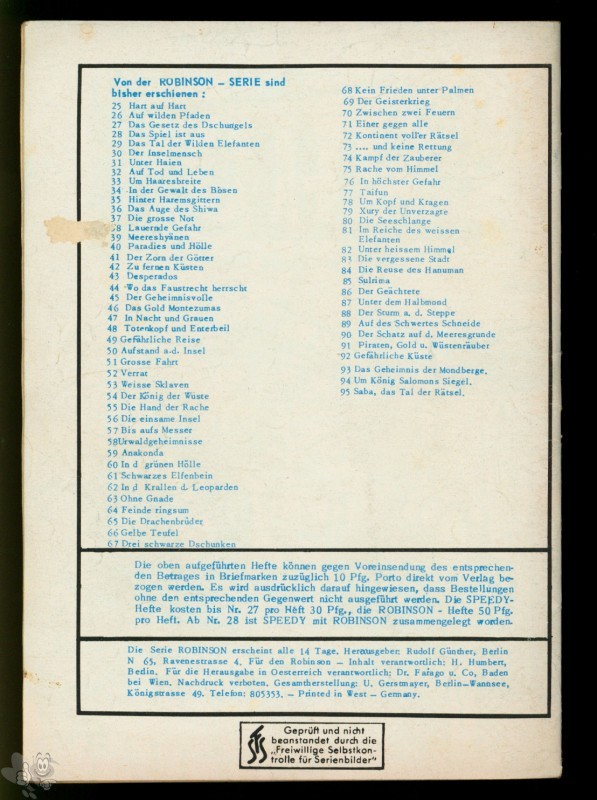 Von der ROBINSON – SERIE sind
bisher erschienen :
25 Hart auf Hart
26 Auf wilden Pfaden
27 Das Gesetz des Dschungels
28 Das Spiel ist aus
29 Das Tal der Wilden Elefanten
30 Der Inselmensch
31 Unter Haien
32 Auf Tod und Leben
33 Um Haaresbreite
34 In der Gewalt des Bösen
35 Hinter Haremsgittern
36 Das Auge des Shiwa
37 Die grosse Not
38 Lauernde Gefahr
39 Meereshyänen
40 Paradies und Hölle
41 Der Zorn der Götter
42 Zu fernen Küsten
43 Desperados
44 Wo das Faustrecht herrscht
45 Der Geheimnisvolle
46 Das Gold Montezumas
47 In Nacht und Grauen
48 Totenkopf und Enterbeil
49 Gefährliche Reise
50 Aufstand a.d. Insel
51 Grosse Fahrt
52 Verrat
53 Weisse Sklaven
54 Der König der Wüste
55 Die Hand der Rache
56 Die einsame Insel
57 Bis aufs Messer
58 Urwaldgeheimnisse
59 Anakonda
60 In d grünen Hölle
61 Schwarzes Elfenbein
62 In d. Krallen d. Leoparden
63 Ohne Gnade
64 Feinde ringsum
65 Die Drachenbrüder
66 Gelbe Teufel
67 Drei schwarze Dschunken
68 Kein Frieden unter Palmen
69 Der Geisterkrieg
70 Zwischen zwei Feuern
71 Einer gegen alle
72 Kontinent voller Rätsel
73 .... und keine Rettung
74 Kampf der Zauberer
75 Rache vom Himmel
76 In höchster Gefahr
77 Taifun
78 Um Kopf und Kragen
79 Xury der Unverzagte
80 Die Seeschlange
81 Im Reiche des weissen
Elefanten
82 Unter heissem Himmel
83 Die vergessene Stadt
84 Die Reuse des Hanuman
85 Sulrima
86 Der Geächtete
87 Unter dem Halbmond
88 Der Sturm a. d. Steppe
89 Auf des Schwertes Schneide
90 Der Schatz auf d. Meeresgrunde
91 Piraten, Gold u. Wüstenräuber
92 Gefährliche Küste
93 Das Geheimnis der Mondberge.
94 Um König Salomons Siegel.
95 Saba, das Tal der Rätsel.
Die oben aufgeführten Hefte können gegen Voreinsendung des entsprechen-
den Betrages in Briefmarken zuzüglich 10 Pfg. Porto direkt vom Verlag be-
zogen werden. Es wird ausdrücklich darauf hingewiesen, dass Bestellungen
ohne den entsprechenden Gegenwert nicht ausgeführt werden. Die SPEEDY-
Hefte kosten bis Nr. 27 pro Heft 30 Pfg., die ROBINSON - Hefte 50 Pfg.
pro Heft. Ab Nr. 28 ist SPEEDY mit ROBINSON zusammengelegt worden.
Die Serie ROBINSON erscheint alle 14 Tage. Herausgeber: Rudolf Günther, Berlin
N 65, Ravenestrasse 4. Für den Robinson – Inhalt verantwortlich: H. Humbert,
Berlin. Für die Herausgabe in Oesterreich verantwortlich: Dr. Farago u. Co, Baden
bei Wien. Nachdruck verboten. Gesamtherstellung: U. Gerstmayer, Berlin-Wannsee,
Königstrasse 49. Telefon: 805353. – Printed in West – Germany.
FSS
Geprüft und nicht
beanstandet durch die
„Freiwillige Selbstkon-
trolle für Serienbilder"